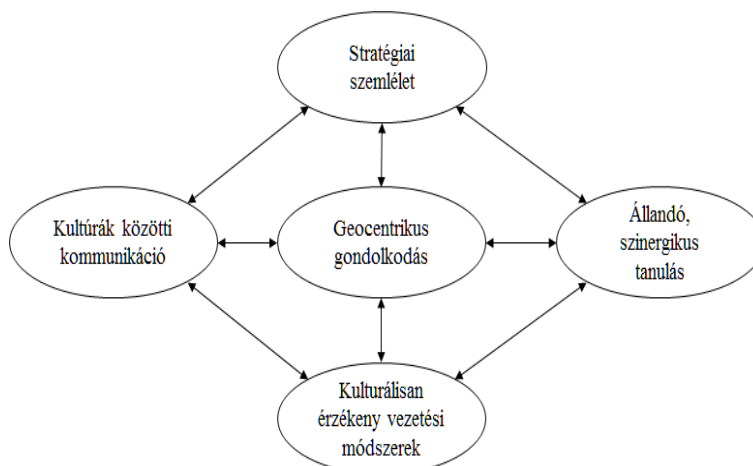 Stratégiai
szemlélet
Kultúrák közötti
kommunikáció
Geocentrikus
gondolkodás
Állandó,
szinergikus
tanulás
Kulturálisan
érzékeny vezetési
módszerek